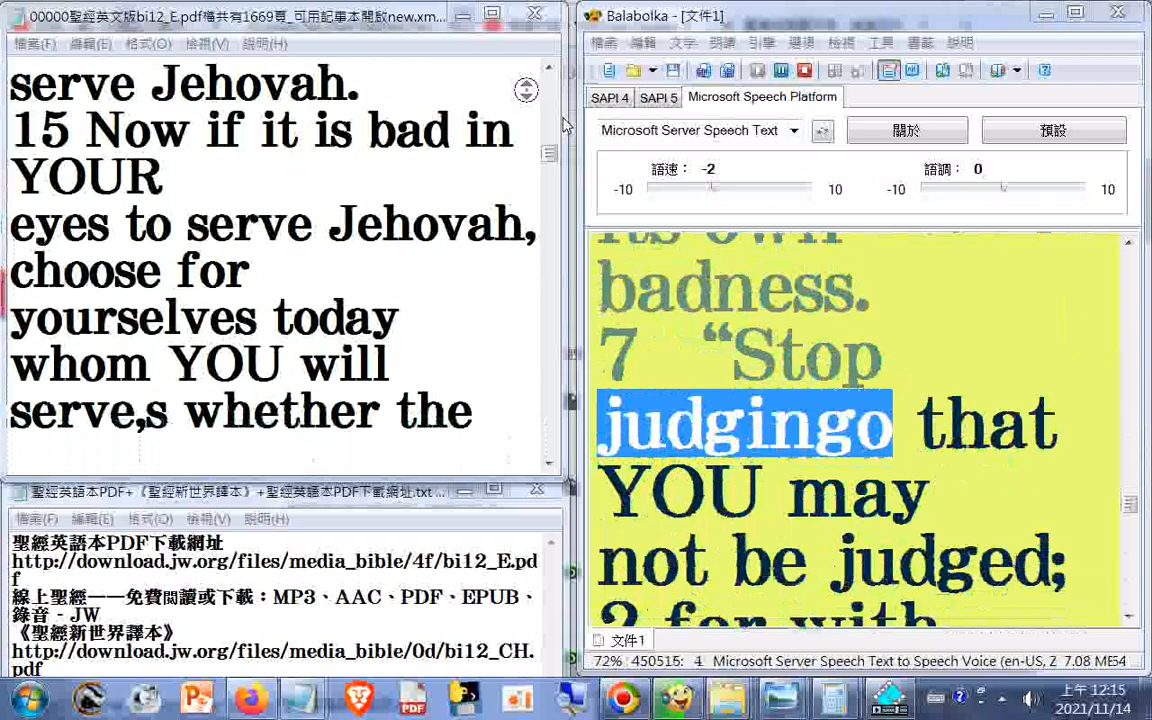 00000聖經英文版bi12_E.pdf檔共有1669頁_可用記事本開啟new.xm...
檔案(F) 編輯(E) 格式(O) 檢視(V) 說明(H)
serve Jehovah.
15 Now if it is bad in
YOUR
eyes to serve Jehovah,
choose for
yourselves today
whom YOU will
serve,s whether the
聖經英語本PDF+《聖經新世界譯本》+聖經英語本PDF下載網址.txt ...
檔案(F) 編輯(E) 格式(O) 檢視(V) 說明(H)
聖經英語本PDF下載網址
http://download.jw.org/files/media_bible/4f/bi12_E.pd
f
線上聖經——免費閱讀或下載：MP3、AAC、PDF、EPUB、
錄音 - JW
《聖經新世界譯本》
http://download.jw.org/files/media_bible/0d/bi12_CH.
pdf
Balabolka - [文件1]
檔案 編輯 文字 朗讀 引擎 選項 檢視 工具 書籤 說明
SAPI 4 SAPI 5 Microsoft Speech Platform
Microsoft Server Speech Text 關於 預設
語速： -2 語調： 0
-10 10 -10 10
its own
badness.
7 “Stop
judgingo that
YOU may
not be judged;
2 for with
文件1
72% 450515: 4 Microsoft Server Speech Text to Speech Voice (en-US, Z 7.08 ME54
上午 12:15
2021/11/14